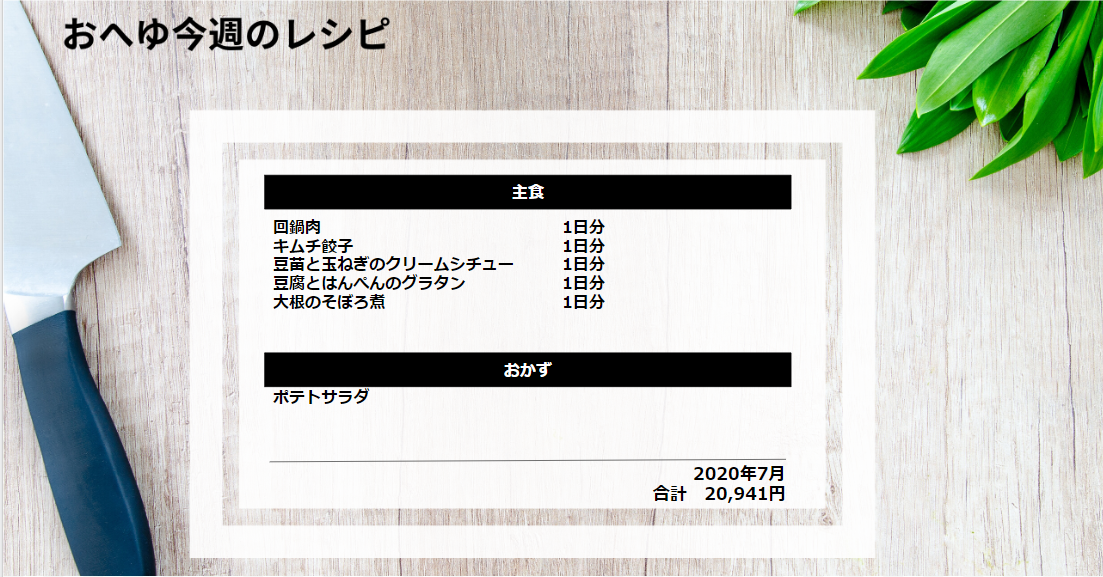 おへゆ今週のレシピ
主食
回鍋肉 1日分
キムチ餃子 1日分
豆苗と玉ねぎのクリームシチュー 1日分
豆腐とはんぺんのグラタン 1日分
大根のそぼろ煮 1日分
おかず
ポテトサラダ
2020年7月
合計 20,941円